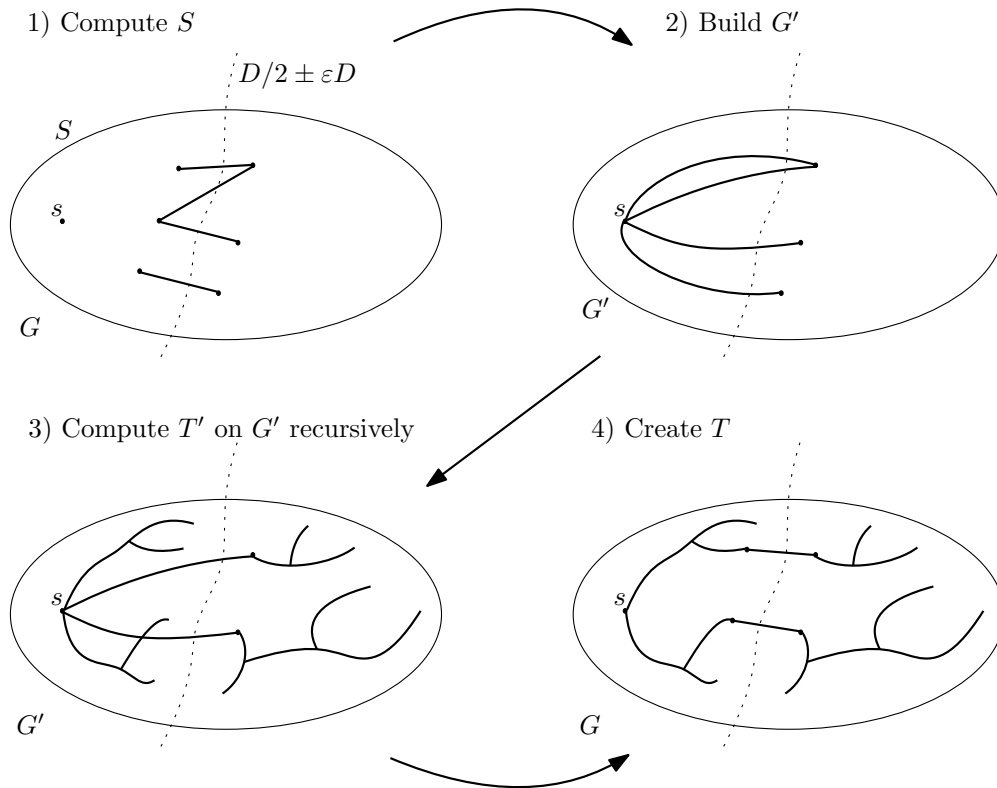 1) Compute S
2) Build G′
D/2 ± εD
S
s
s
G
G′
3) Compute T′ on G′ recursively
4) Create T
s
s
G′
G